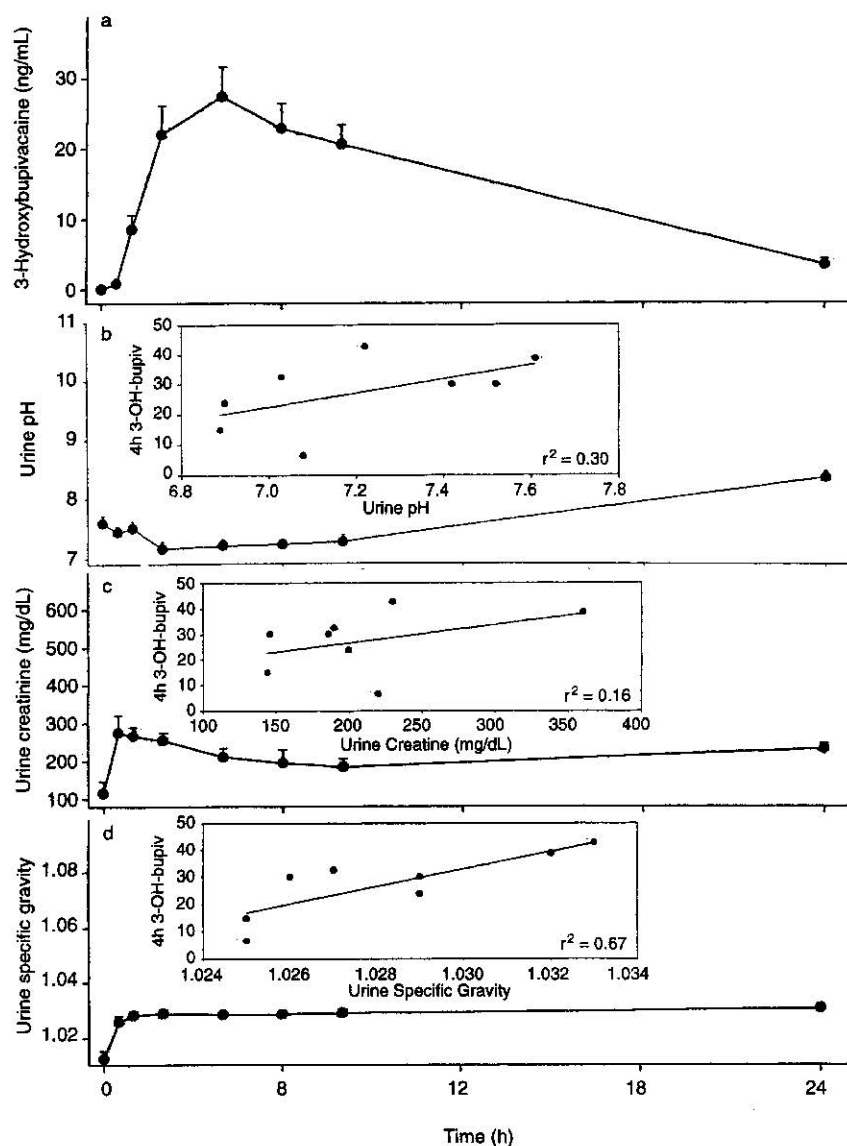 a
3-Hydroxybupivacaine (ng/mL)
30
20
10
0
b
Urine pH
11
10
9
8
7
4h 3-OH-bupiv
50
40
30
20
10
0
r² = 0.30
6.8 7.0 7.2 7.4 7.6 7.8
Urine pH
c
Urine creatinine (mg/dL)
600
500
400
300
200
100
4h 3-OH-bupiv
50
40
30
20
10
0
r² = 0.16
100 150 200 250 300 350 400
Urine Creatine (mg/dL)
d
Urine specific gravity
1.08
1.06
1.04
1.02
4h 3-OH-bupiv
50
40
30
20
10
0
r² = 0.67
1.024 1.026 1.028 1.030 1.032 1.034
Urine Specific Gravity
0 8 12 18 24
Time (h)